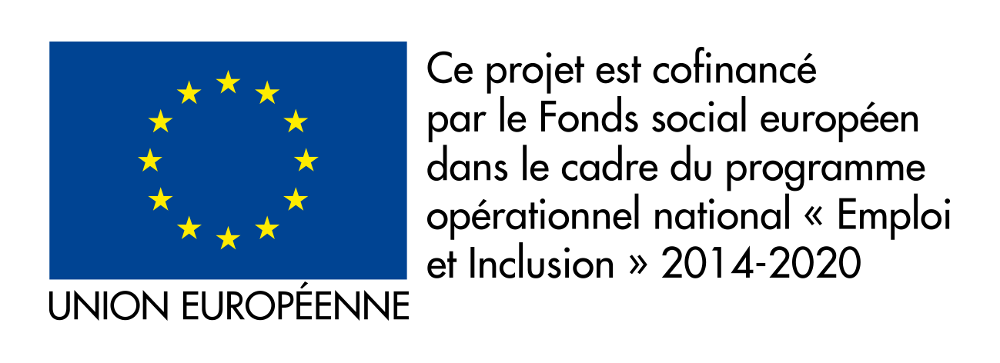 Ce projet est cofinancé
par le Fonds social européen
dans le cadre du programme
opérationnel national « Emploi
et Inclusion » 2014-2020
UNION EUROPÉENNE